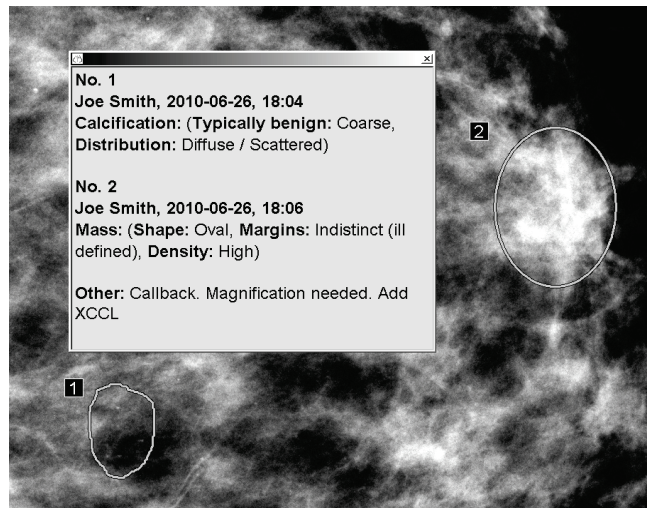 No. 1
Joe Smith, 2010-06-26, 18:04
Calcification: (Typically benign: Coarse,
Distribution: Diffuse / Scattered)
No. 2
Joe Smith, 2010-06-26, 18:06
Mass: (Shape: Oval, Margins: Indistinct (ill
defined), Density: High)
Other: Callback. Magnification needed. Add
XCCL
2
1